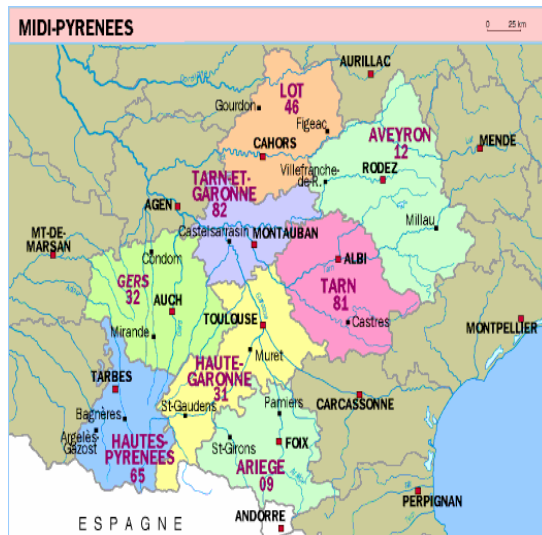 MIDI-PYRENEES
0 25 km
AURILLAC
LOT
46
Gourdon
Figeac
AVEYRON
12
CAHORS
MENDE
Villefranche-
de-R.
RODEZ
TARN-ET-
GARONNE
82
AGEN
Castelsarrasin
MONTAUBAN
Millau
MT-DE-
MARSAN
Condom
ALBI
GERS
32
TARN
81
AUCH
TOULOUSE
Castres
MONTPELLIER
Mirande
Muret
HAUTE-
GARONNE
31
TARBES
St-Gaudens
Pamiers
CARCASSONNE
Bagnères
Argeles-
Gazost
HAUTES-
PYRENEES
65
St-Girons
FOIX
ARIEGE
09
PERPIGNAN
ANDORRE
ESPAGNE